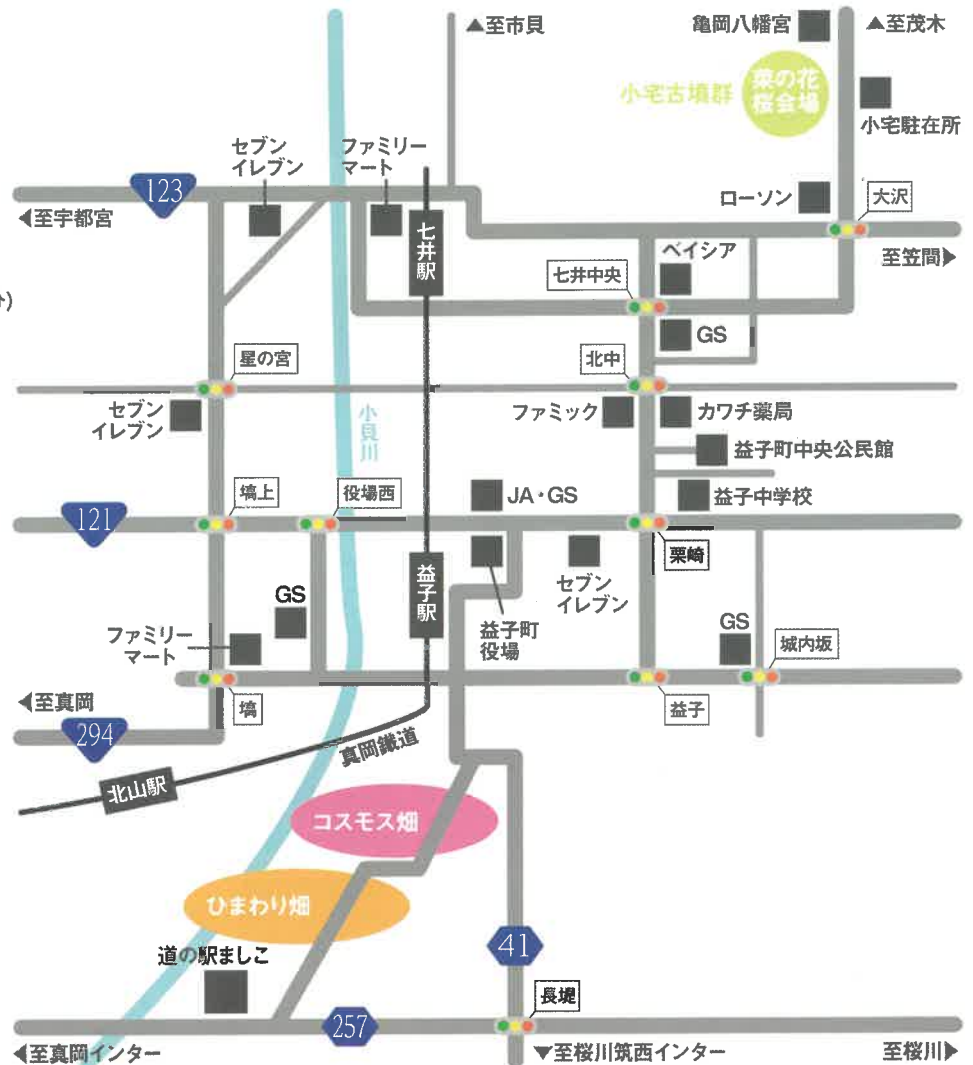 ▲至市貝
亀岡八幡宮
▲至茂木
小宅古墳群
菜の花
桜会場
小宅駐在所
セブン
イレブン
ファミリー
マート
123
◀至宇都宮
七井駅
ローソン
大沢
至笠間▶
ベイシア
七井中央
GS
星の宮
北中
セブン
イレブン
小貝川
ファミック
カワチ薬局
益子町中央公民館
塙上
役場西
JA・GS
益子中学校
121
栗崎
益子駅
セブン
イレブン
GS
益子町
役場
GS
城内坂
ファミリー
マート
◀至真岡
塙
益子
294
真岡鐵道
北山駅
コスモス畑
ひまわり畑
道の駅ましこ
41
長堤
257
◀至真岡インター
▼至桜川筑西インター
至桜川▶